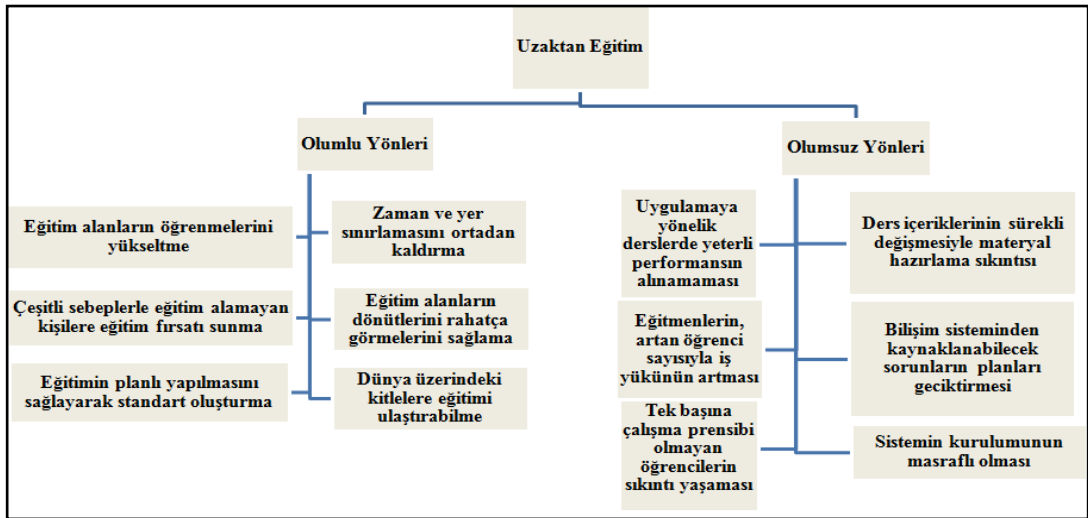 Uzaktan Eğitim
Olumlu Yönleri
Eğitim alanların öğrenmelerini
yükseltme
Zaman ve yer
sınırlamasını ortadan
kaldırma
Çeşitli sebeplerle eğitim alamayan
kişilere eğitim fırsatı sunma
Eğitim alanların
dönütlerini rahatça
görmelerini sağlama
Eğitimin planlı yapılmasını
sağlayarak standart oluşturma
Dünya üzerindeki
kitlelere eğitimi
ulaştırabilme
Olumsuz Yönleri
Uygulamaya
yönelik
derslerde yeterli
performansın
alınamaması
Ders içeriklerinin sürekli
değişmesiyle materyal
hazırlama sıkıntısı
Eğitmenlerin,
artan öğrenci
sayısıyla iş
yükünün artması
Bilişim sisteminden
kaynaklanabilecek
sorunların planları
geciktirmesi
Tek başına
çalışma prensibi
olmayan
öğrencilerin
sıkıntı yaşaması
Sistemin kurulumunun
masraflı olması